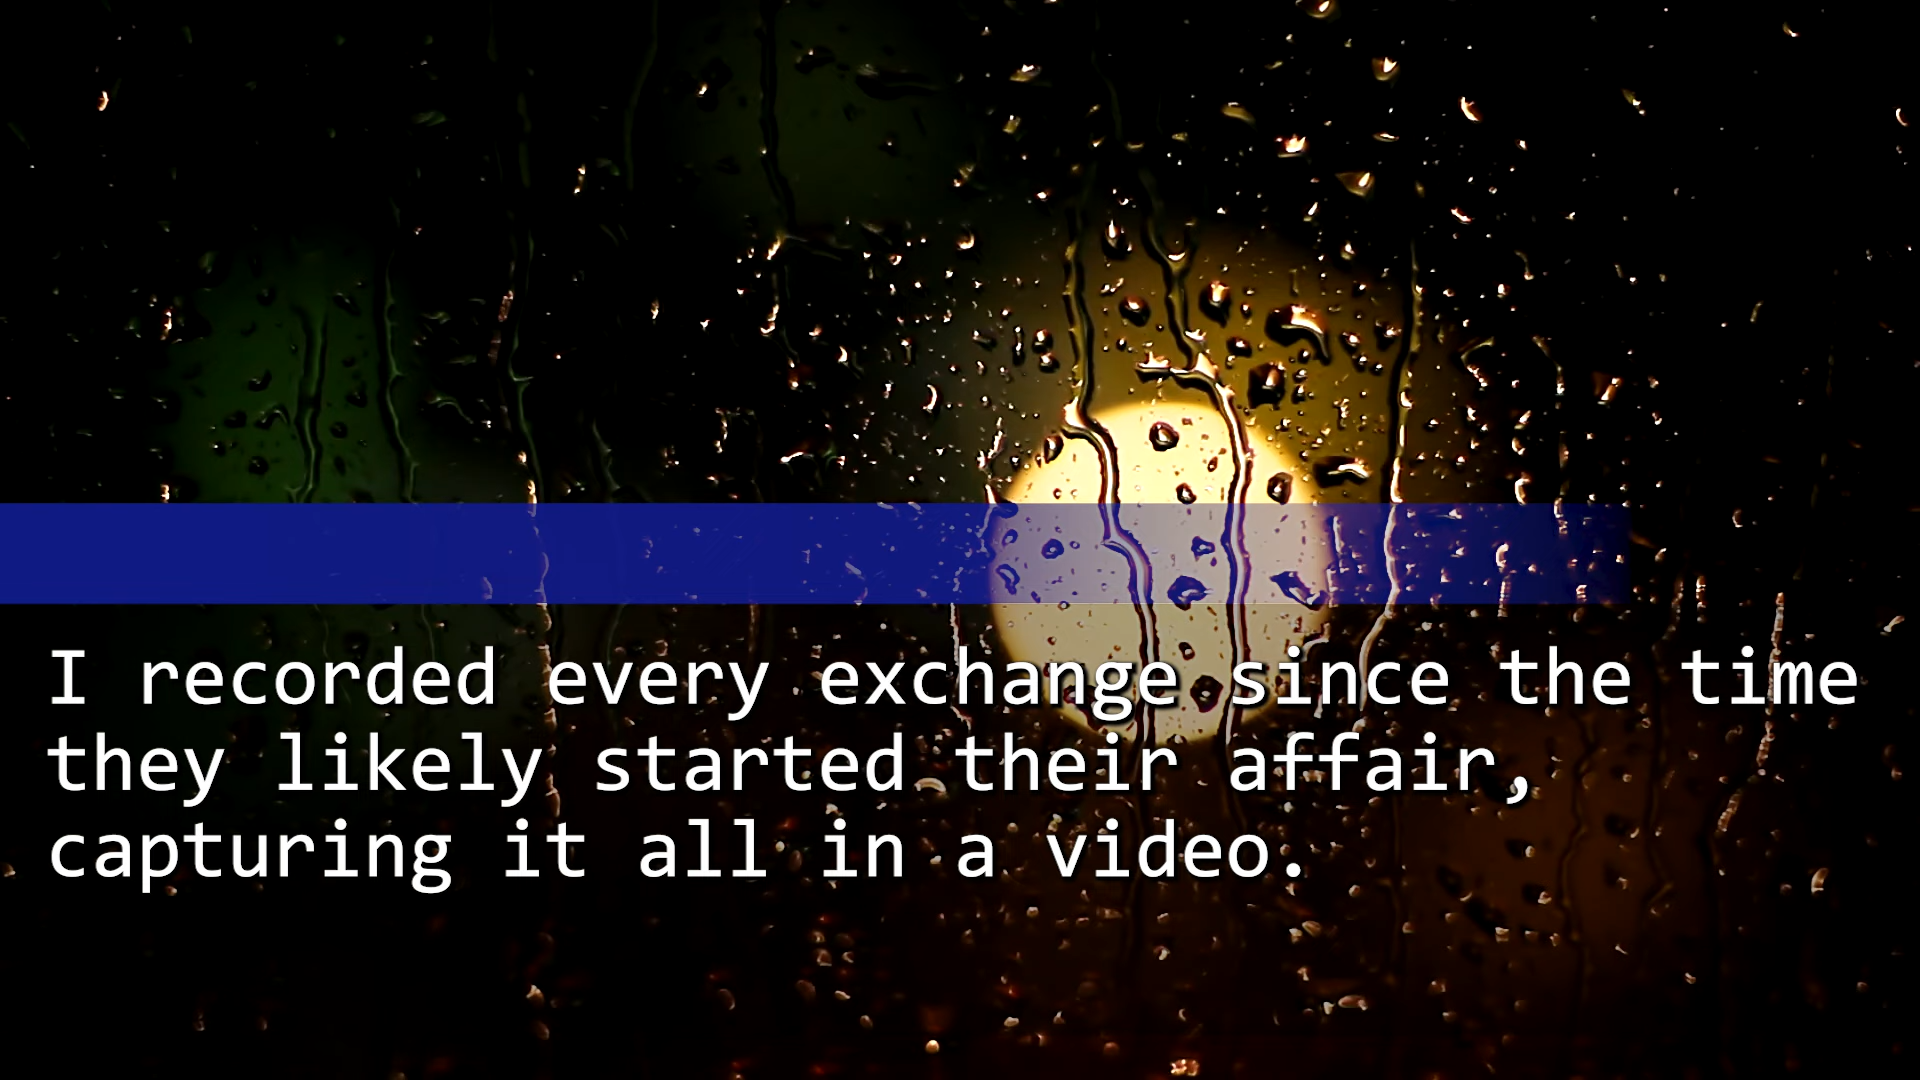 I recorded every exchange since the time
they likely started their affair,
capturing it all in a video.